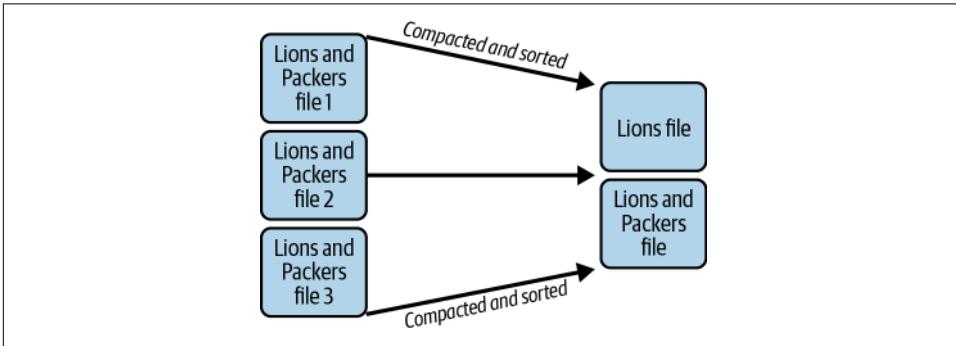 Lions and
Packers
file 1
Compacted and sorted
Lions and
Packers
file 2
Lions and
Packers
file 3
Compacted and sorted
Lions file
Lions and
Packers
file